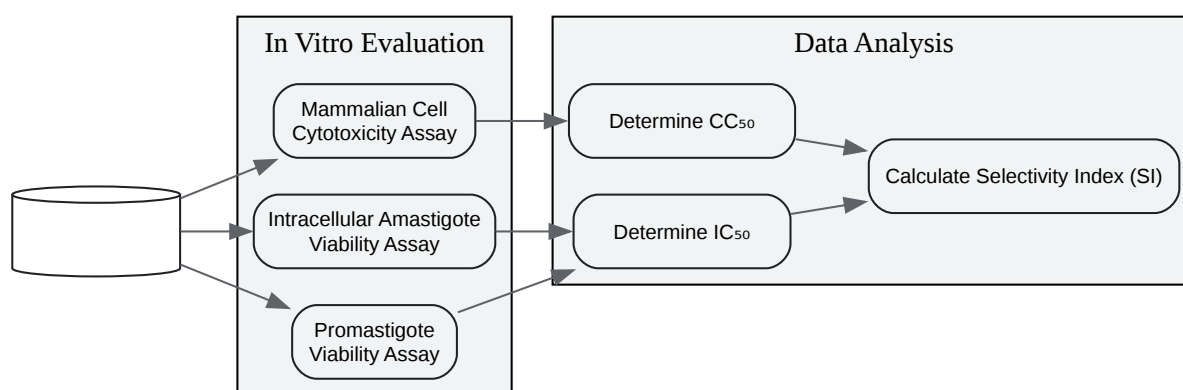 In Vitro Evaluation
Data Analysis
Mammalian Cell
Cytotoxicity Assay
Determine CC₅₀
Calculate Selectivity Index (SI)
Intracellular Amastigote
Viability Assay
Determine IC₅₀
Promastigote
Viability Assay